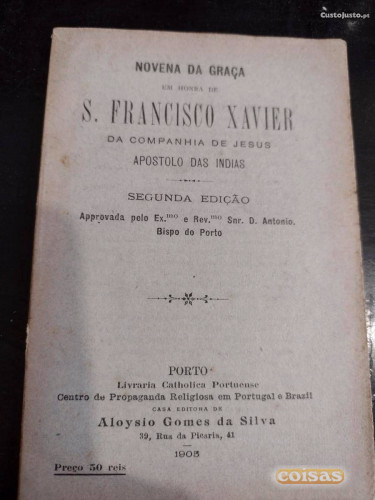 CustoJusto.pt
NOVENA DA GRAÇA
EM HONRA DE
S. FRANCISCO XAVIER
DA COMPANHIA DE JESUS
APOSTOLO DAS INDIAS
SEGUNDA EDIÇÃO
Approvada pelo Ex.mo e Rev.mo Snr. D. Antonio,
Bispo do Porto
PORTO
Livraria Catholica Portuense
Centro de Propaganda Religiosa em Portugal e Brazil
CASA EDITORA DE
Aloysio Gomes da Silva
39, Rua da Picaria, 41
1905
Preço 50 reis
coisas